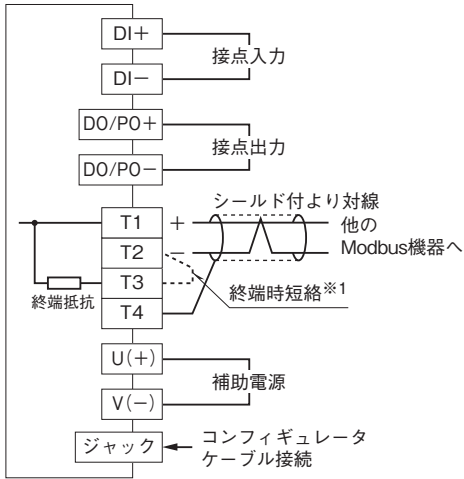 DI+
DI−
接点入力
DO/PO+
DO/PO−
接点出力
シールド付より対線
T1
+
他の
T2
−
Modbus機器へ
T3
終端抵抗
終端時短絡※1
T4
U(+)
補助電源
V(−)
ジャック
コンフィギュレータ
ケーブル接続